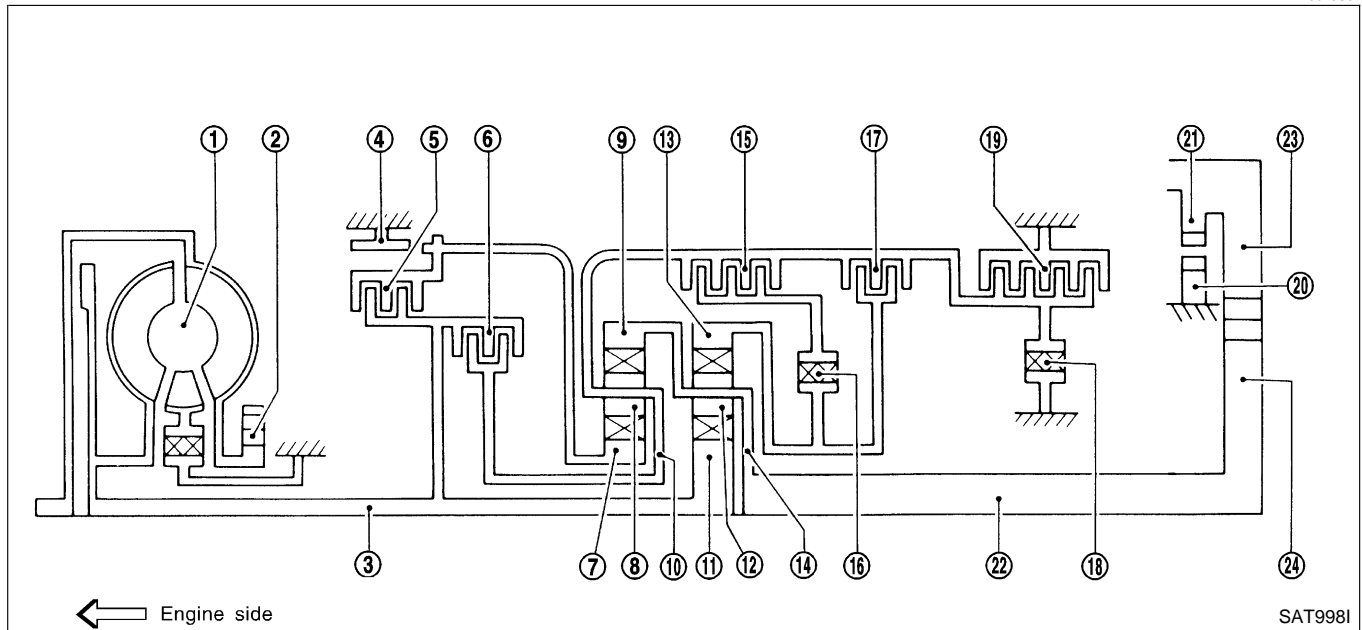 ① ② ④ ⑤ ⑥ ⑨ ⑬ ⑮ ⑰ ⑲ ㉑ ㉓
⑳
③ ⑦ ⑧ ⑩ ⑪ ⑫ ⑭ ⑯ ㉒ ⑱ ㉔
Engine side
SAT998I